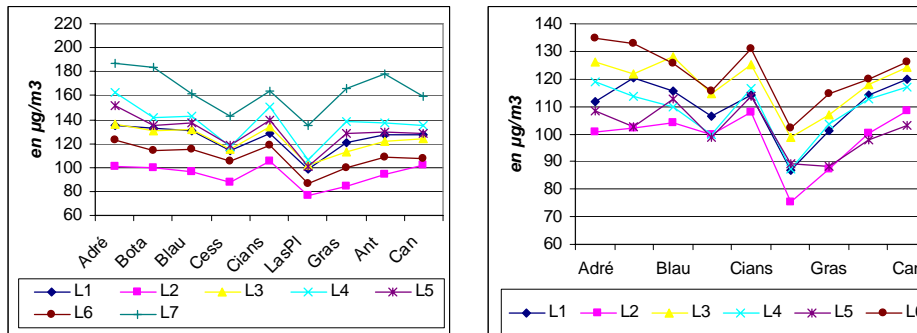 en µg/m3
220
200
180
160
140
120
100
80
60
Adré
Bota
Blau
Cess
Cians
LasPl
Gras
Ant
Can
L1 L2 L3 L4 L5
L6 L7
en µg/m3
140
130
120
110
100
90
80
70
60
Adré Blau Cians Gras Can
L1 L2 L3 L4 L5 L6